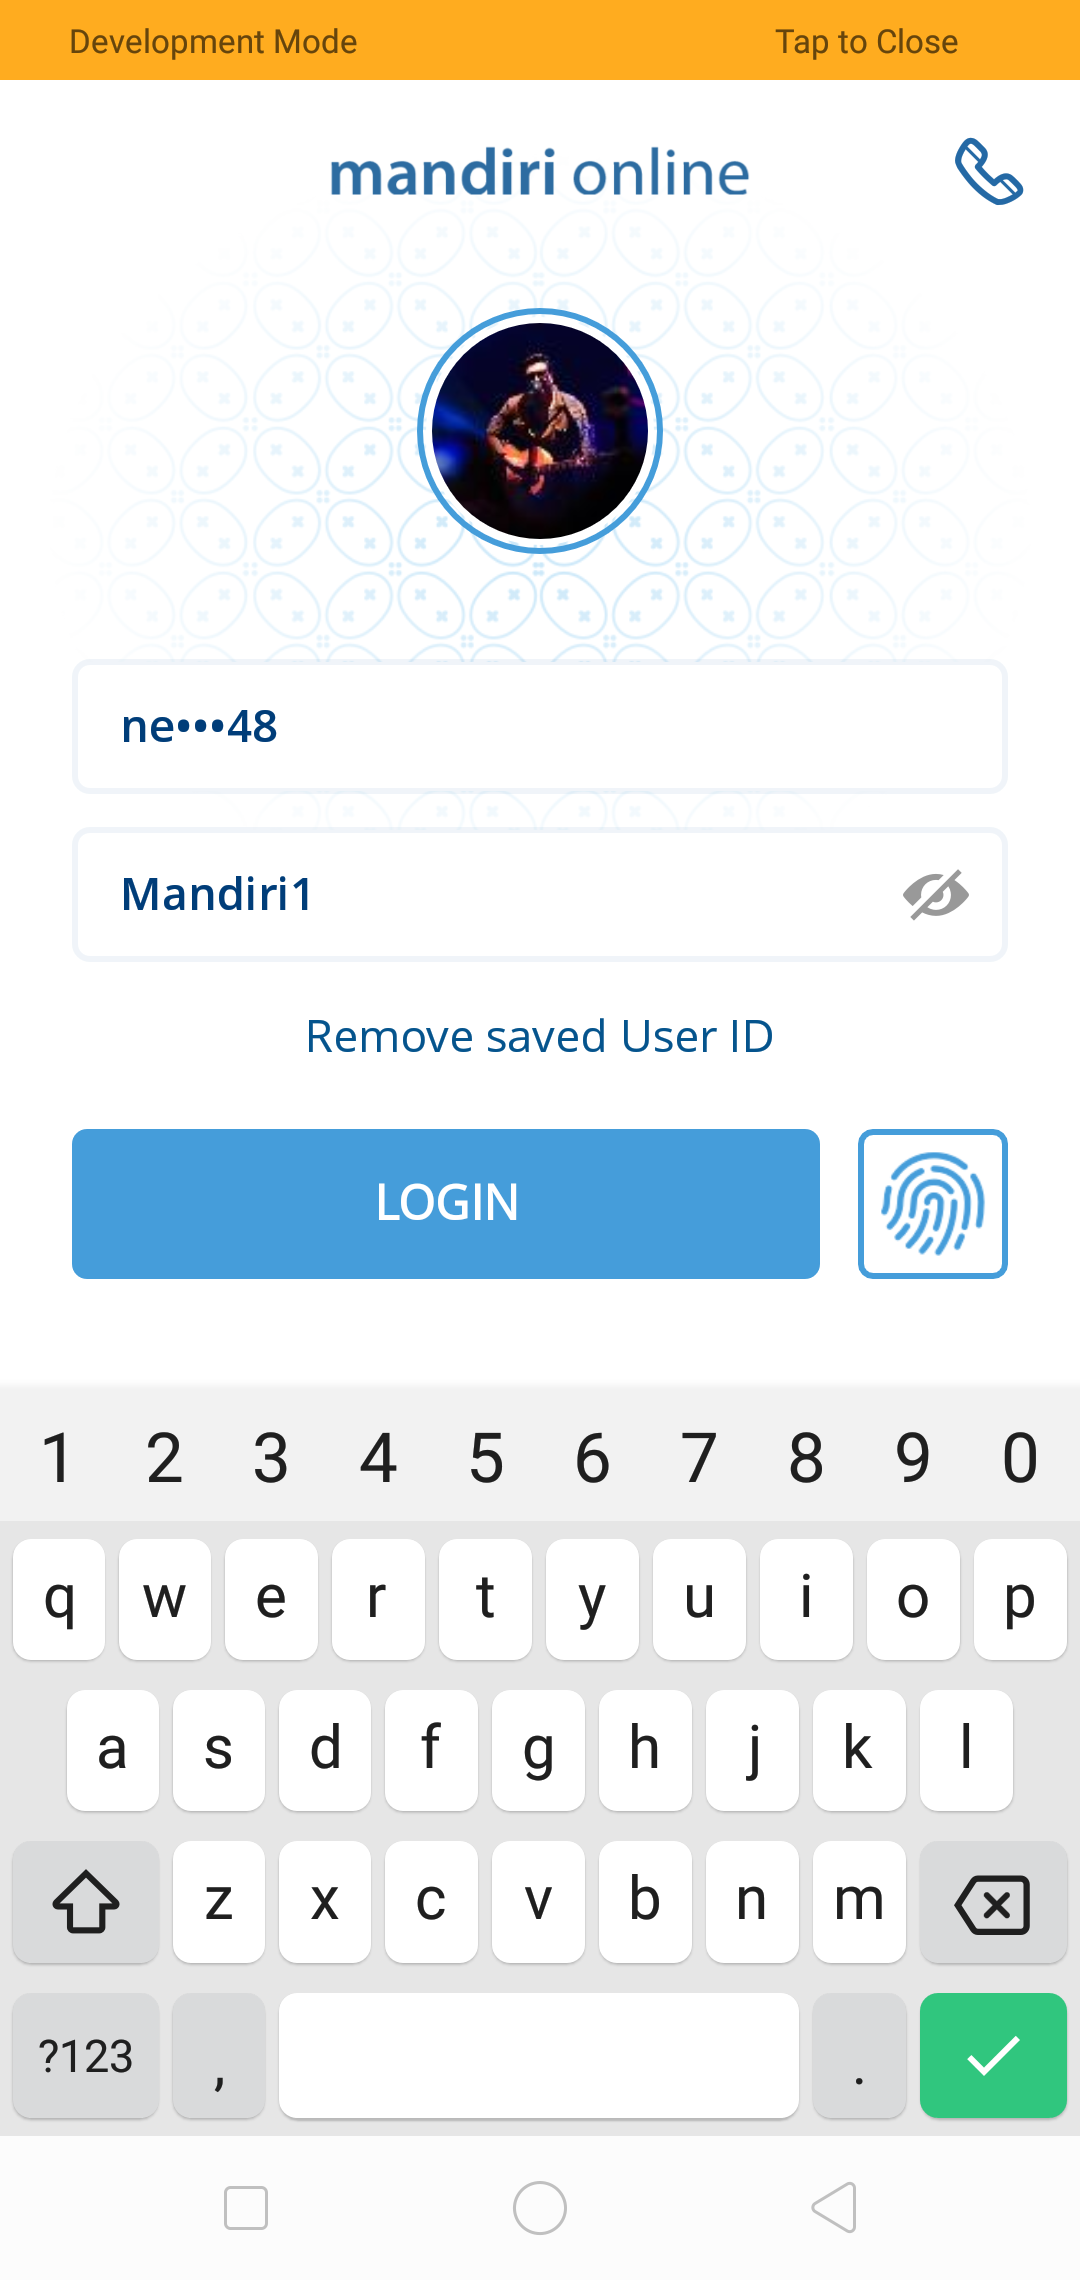 Development Mode Tap to Close
mandiri online
ne•••48
Mandiri1
Remove saved User ID
LOGIN
1 2 3 4 5 6 7 8 9 0
q w e r t y u i o p
a s d f g h j k l
z x c v b n m
?123 , .